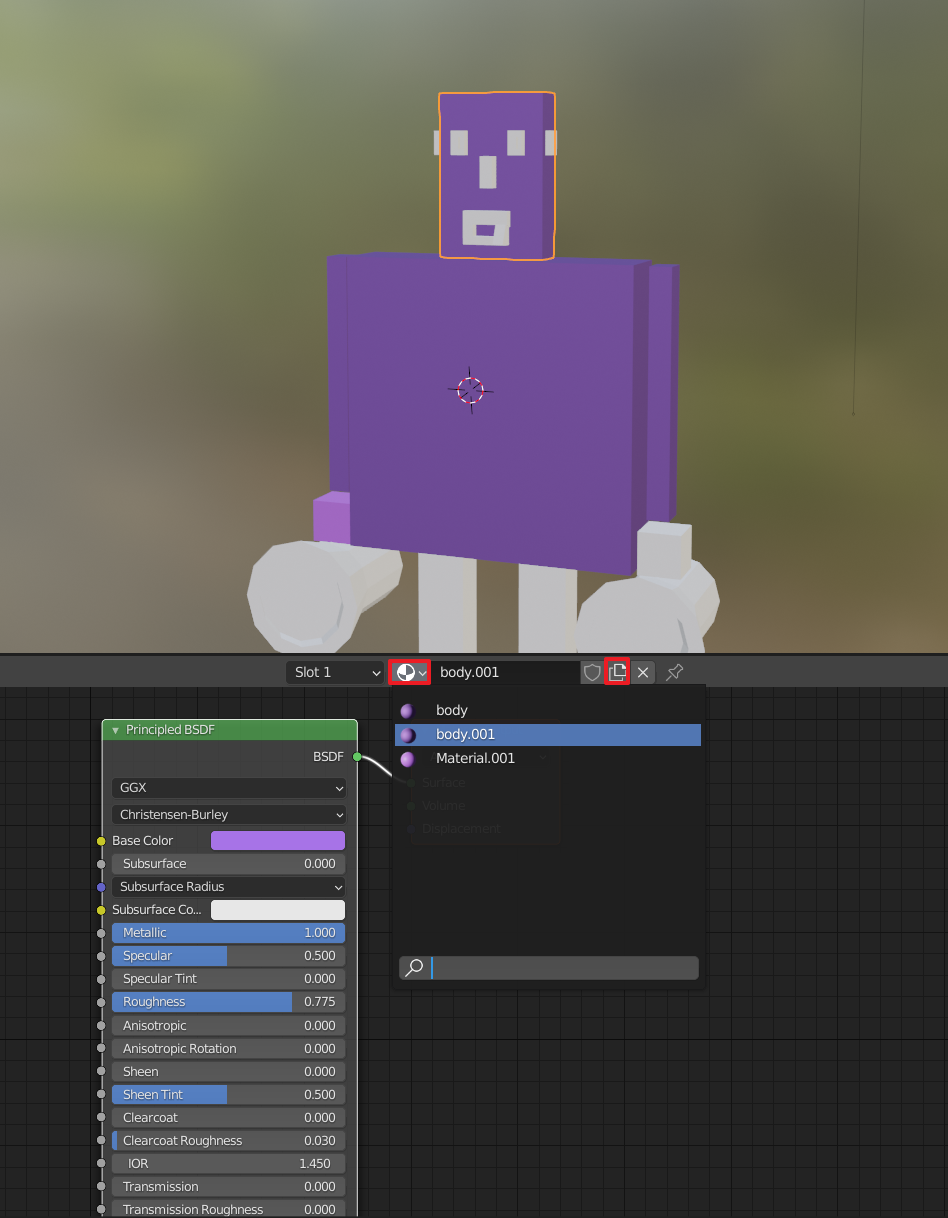 Slot 1
body.001
body
body.001
Material.001
Principled BSDF
BSDF
Surface
Volume
Displacement
GGX
Christensen-Burley
Base Color
Subsurface 0.000
Subsurface Radius
Subsurface Co...
Metallic 1.000
Specular 0.500
Specular Tint 0.000
Roughness 0.775
Anisotropic 0.000
Anisotropic Rotation 0.000
Sheen 0.000
Sheen Tint 0.500
Clearcoat 0.000
Clearcoat Roughness 0.030
IOR 1.450
Transmission 0.000
Transmission Roughness 0.000